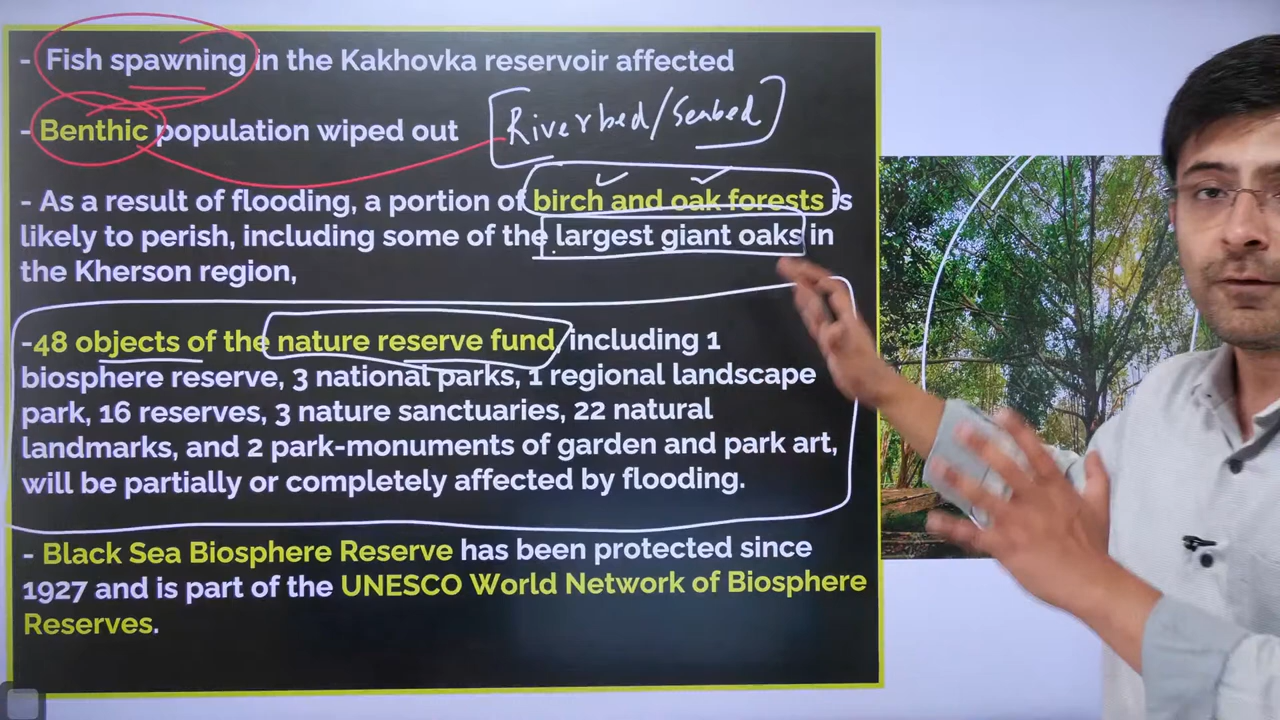 - Fish spawning in the Kakhovka reservoir affected
- Benthic population wiped out [Riverbed/Seabed]
- As a result of flooding, a portion of birch and oak forests is
likely to perish, including some of the largest giant oaks in
the Kherson region,
-48 objects of the nature reserve fund, including 1
biosphere reserve, 3 national parks, 1 regional landscape
park, 16 reserves, 3 nature sanctuaries, 22 natural
landmarks, and 2 park-monuments of garden and park art,
will be partially or completely affected by flooding.
- Black Sea Biosphere Reserve has been protected since
1927 and is part of the UNESCO World Network of Biosphere
Reserves.